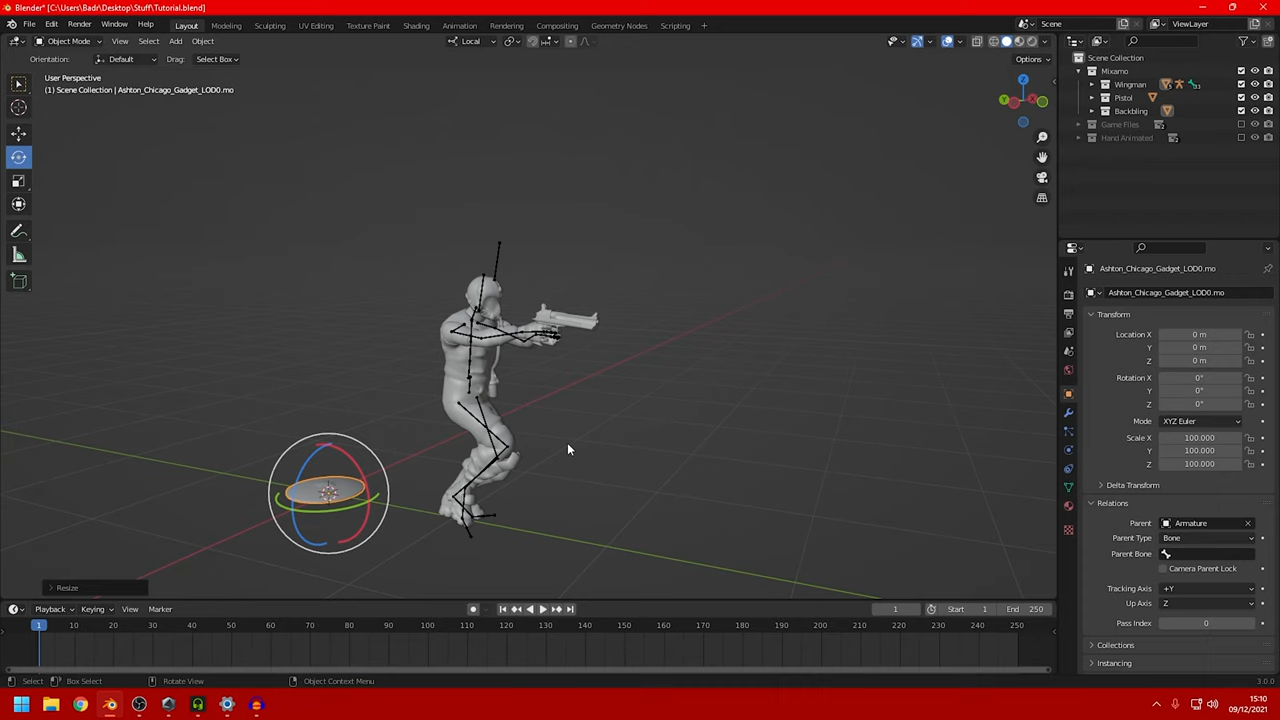 Blender* [C:\Users\Badr\Desktop\Stuff\Tutorial.blend]
File Edit Render Window Help Layout Modeling Sculpting UV Editing Texture Paint Shading Animation Rendering Compositing Geometry Nodes Scripting + Scene ViewLayer
Object Mode View Select Add Object Local
Orientation: Default Drag: Select Box Options
User Perspective
(1) Scene Collection | Ashton_Chicago_Gadget_LOD0.mo
Z
Y
X
Scene Collection
Mixamo
Wingman
Pistol
Backbling
Game Files
Hand Animated
Ashton_Chicago_Gadget_LOD0.mo
Ashton_Chicago_Gadget_LOD0.mo
Transform
Location X 0 m
Y 0 m
Z 0 m
Rotation X 0°
Y 0°
Z 0°
Mode XYZ Euler
Scale X 100.000
Y 100.000
Z 100.000
Delta Transform
Relations
Parent Armature
Parent Type Bone
Parent Bone
Camera Parent Lock
Tracking Axis +Y
Up Axis Z
Pass Index 0
Collections
Instancing
Resize
Playback Keying View Marker 1 Start 1 End 250
1 10 20 30 40 50 60 70 80 90 100 110 120 130 140 150 160 170 180 190 200 210 220 230 240 250
Select Box Select Rotate View Object Context Menu 3.0.0
15:10
09/12/2021